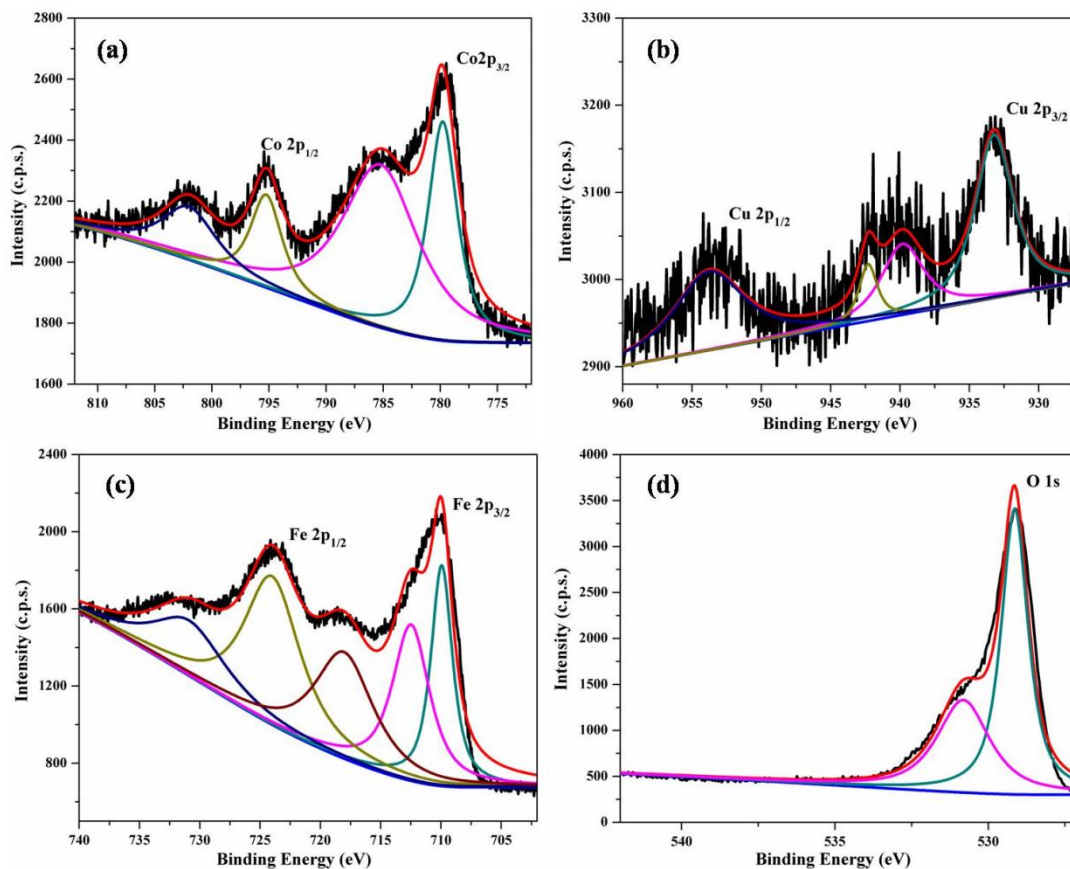 (a)
Co2p3/2
Co 2p1/2
Intensity (c.p.s.)
2800
2600
2400
2200
2000
1800
1600
810 805 800 795 790 785 780 775
Binding Energy (eV)
(b)
Cu 2p3/2
Cu 2p1/2
Intensity (c.p.s.)
3300
3200
3100
3000
2900
960 955 950 945 940 935 930
Binding Energy (eV)
(c)
Fe 2p3/2
Fe 2p1/2
Intensity (c.p.s.)
2400
2000
1600
1200
800
740 730 725 720 715 710 705
Binding Energy (eV)
(d)
O 1s
Intensity (c.p.s.)
4000
3500
3000
2500
2000
1500
1000
500
0
540 535 530
Binding Energy (eV)